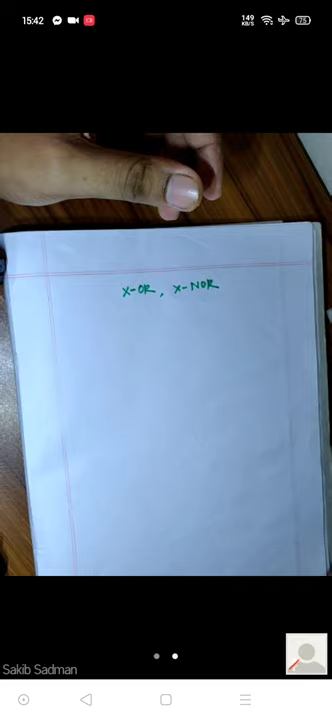 15:42
149
KB/S
75
X-OR, X-NOR
Sakib Sadman